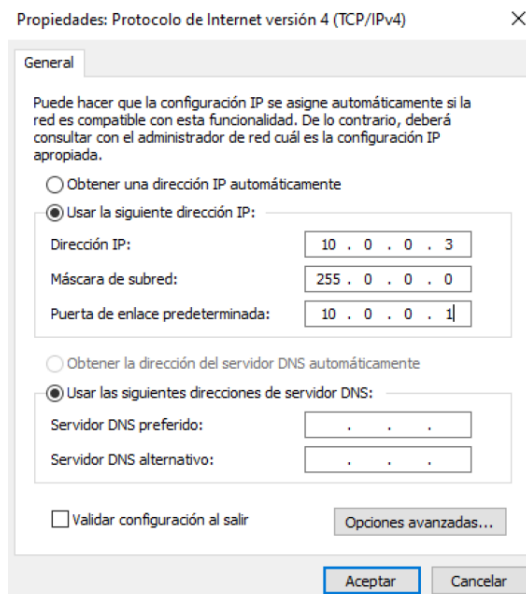 Propiedades: Protocolo de Internet versión 4 (TCP/IPv4)
General
Puede hacer que la configuración IP se asigne automáticamente si la
red es compatible con esta funcionalidad. De lo contrario, deberá
consultar con el administrador de red cuál es la configuración IP
apropiada.
Obtener una dirección IP automáticamente
Usar la siguiente dirección IP:
Dirección IP: 10 . 0 . 0 . 3
Máscara de subred: 255 . 0 . 0 . 0
Puerta de enlace predeterminada: 10 . 0 . 0 . 1
Obtener la dirección del servidor DNS automáticamente
Usar las siguientes direcciones de servidor DNS:
Servidor DNS preferido: . . .
Servidor DNS alternativo: . . .
Validar configuración al salir
Opciones avanzadas...
Aceptar Cancelar